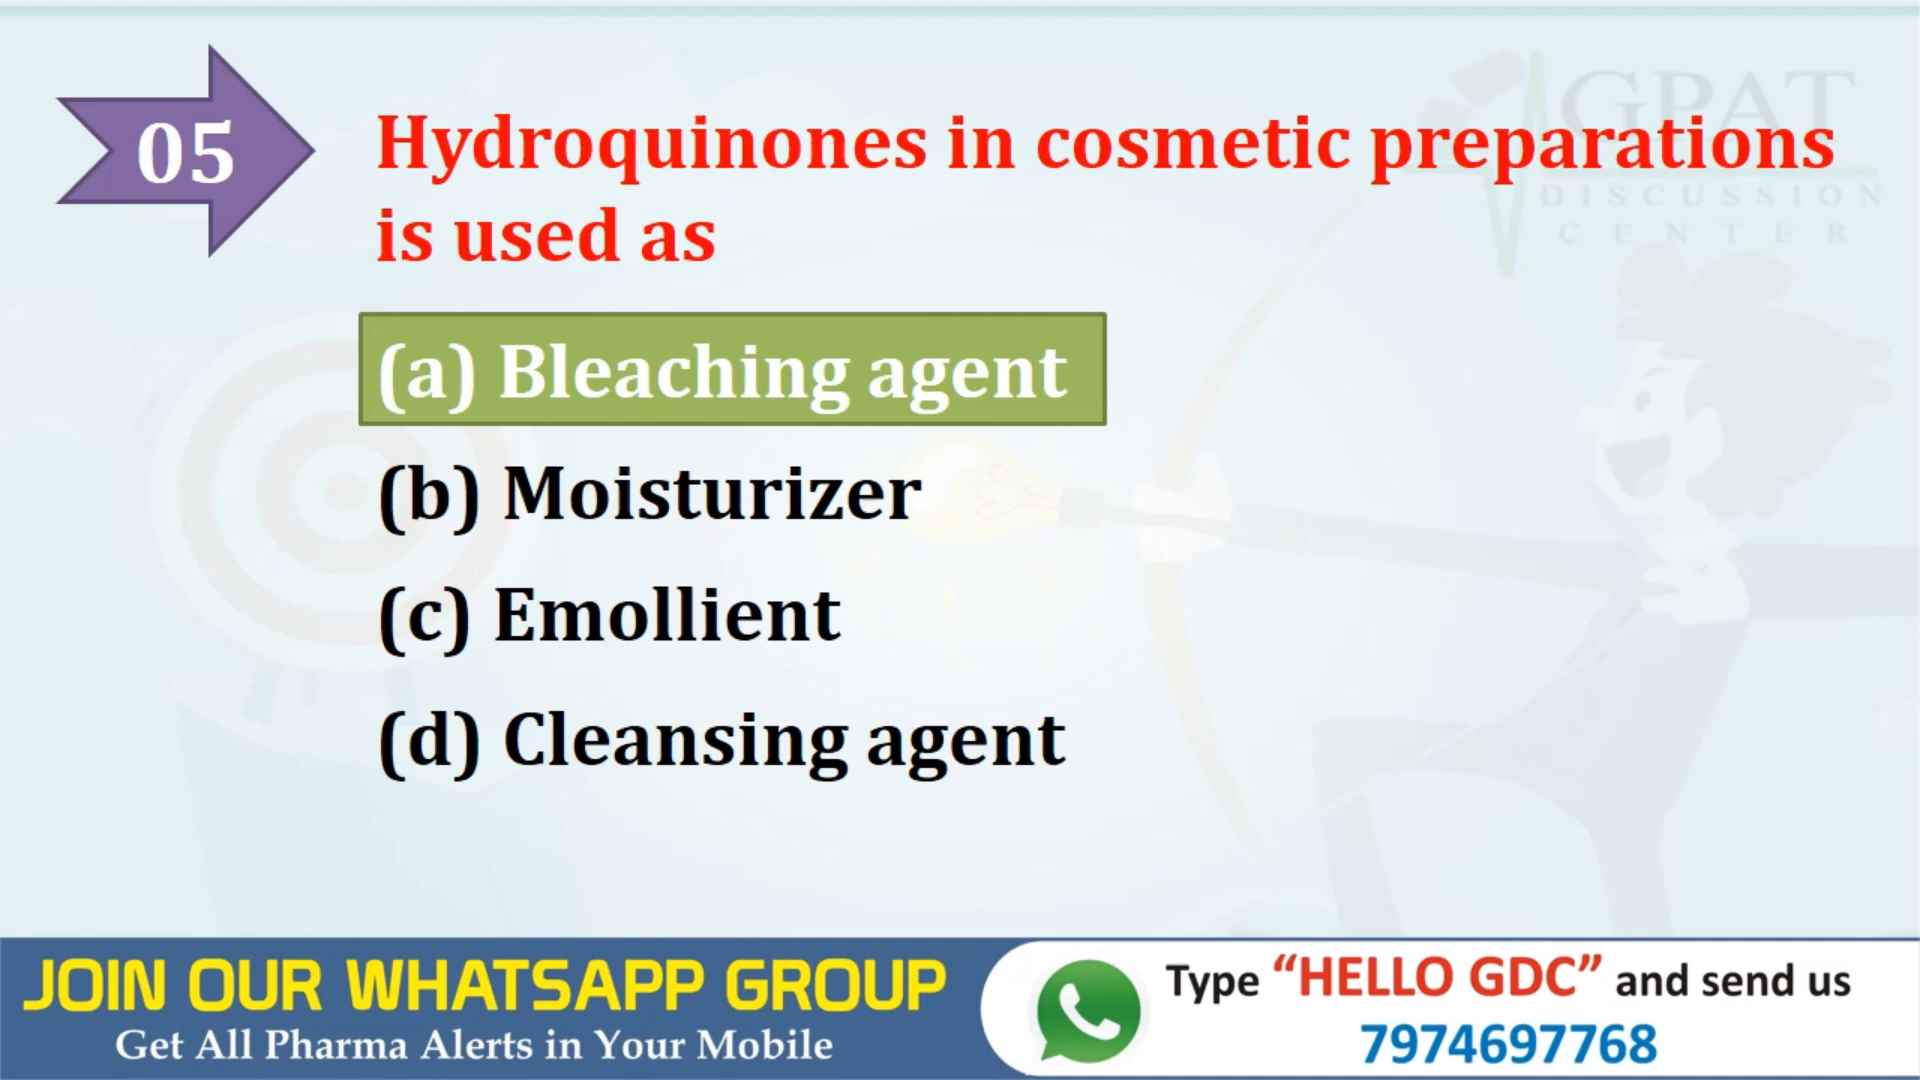 GPAT
DISCUSSION
CENTER
05
Hydroquinones in cosmetic preparations
is used as
(a) Bleaching agent
(b) Moisturizer
(c) Emollient
(d) Cleansing agent
JOIN OUR WHATSAPP GROUP
Get All Pharma Alerts in Your Mobile
Type “HELLO GDC” and send us
7974697768